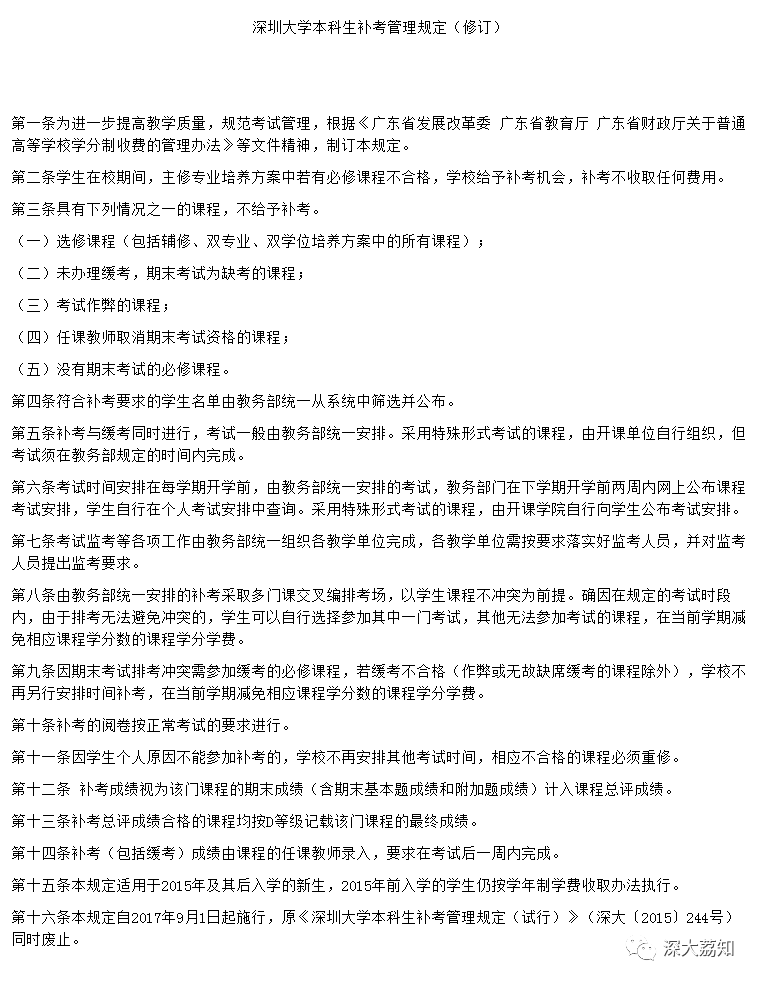 深圳大学本科生补考管理规定（修订）
第一条为进一步提高教学质量，规范考试管理，根据《广东省发展改革委 广东省教育厅 广东省财政厅关于普通
高等学校学分制收费的管理办法》等文件精神，制订本规定。
第二条学生在校期间，主修专业培养方案中若有必修课程不合格，学校给予补考机会，补考不收取任何费用。
第三条具有下列情况之一的课程，不给予补考。
（一）选修课程（包括辅修、双专业、双学位培养方案中的所有课程）；
（二）未办理缓考，期末考试为缺考的课程；
（三）考试作弊的课程；
（四）任课教师取消期末考试资格的课程；
（五）没有期末考试的必修课程。
第四条符合补考要求的学生名单由教务部统一从系统中筛选并公布。
第五条补考与缓考同时进行，考试一般由教务部统一安排。采用特殊形式考试的课程，由开课单位自行组织，但
考试须在教务部规定的时间内完成。
第六条考试时间安排在每学期开学前，由教务部统一安排的考试，教务部门在下学期开学前两周内网上公布课程
考试安排，学生自行在个人考试安排中查询。采用特殊形式考试的课程，由开课学院自行向学生公布考试安排。
第七条考试监考等各项工作由教务部统一组织各教学单位完成，各教学单位需按要求落实好监考人员，并对监考
人员提出监考要求。
第八条由教务部统一安排的补考采取多门课交叉编排考场，以学生课程不冲突为前提。确因在规定的考试时段
内，由于排考无法避免冲突的，学生可以自行选择参加其中一门考试，其他无法参加考试的课程，在当前学期减
免相应课程学分数的课程学分学费。
第九条因期末考试排考冲突需参加缓考的必修课程，若缓考不合格（作弊或无故缺席缓考的课程除外），学校不
再另行安排时间补考，在当前学期减免相应课程学分数的课程学分学费。
第十条补考的阅卷按正常考试的要求进行。
第十一条因学生个人原因不能参加补考的，学校不再安排其他考试时间，相应不合格的课程必须重修。
第十二条 补考成绩视为该门课程的期末成绩（含期末基本题成绩和附加题成绩）计入课程总评成绩。
第十三条补考总评成绩合格的课程均按D等级记载该门课程的最终成绩。
第十四条补考（包括缓考）成绩由课程的任课教师录入，要求在考试后一周内完成。
第十五条本规定适用于2015年及其后入学的新生，2015年前入学的学生仍按学年制学费收取办法执行。
第十六条本规定自2017年9月1日起施行，原《深圳大学本科生补考管理规定（试行）》（深大〔2015〕244号）
同时废止。
深大荔知